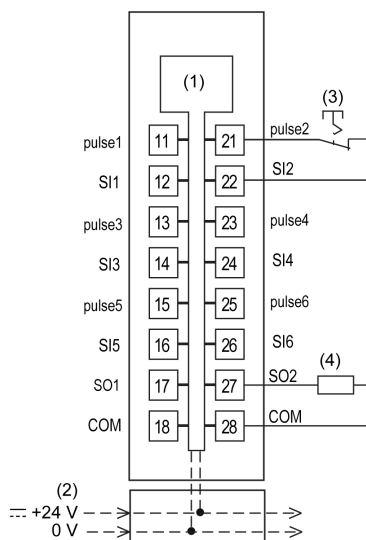 (1)
(3)
pulse1 11 21 pulse2
SI1 12 22 SI2
pulse3 13 23 pulse4
SI3 14 24 SI4
pulse5 15 25 pulse6
SI5 16 26 SI6
(4)
SO1 17 27 SO2
COM 18 28 COM
(2)
+24 V
0 V